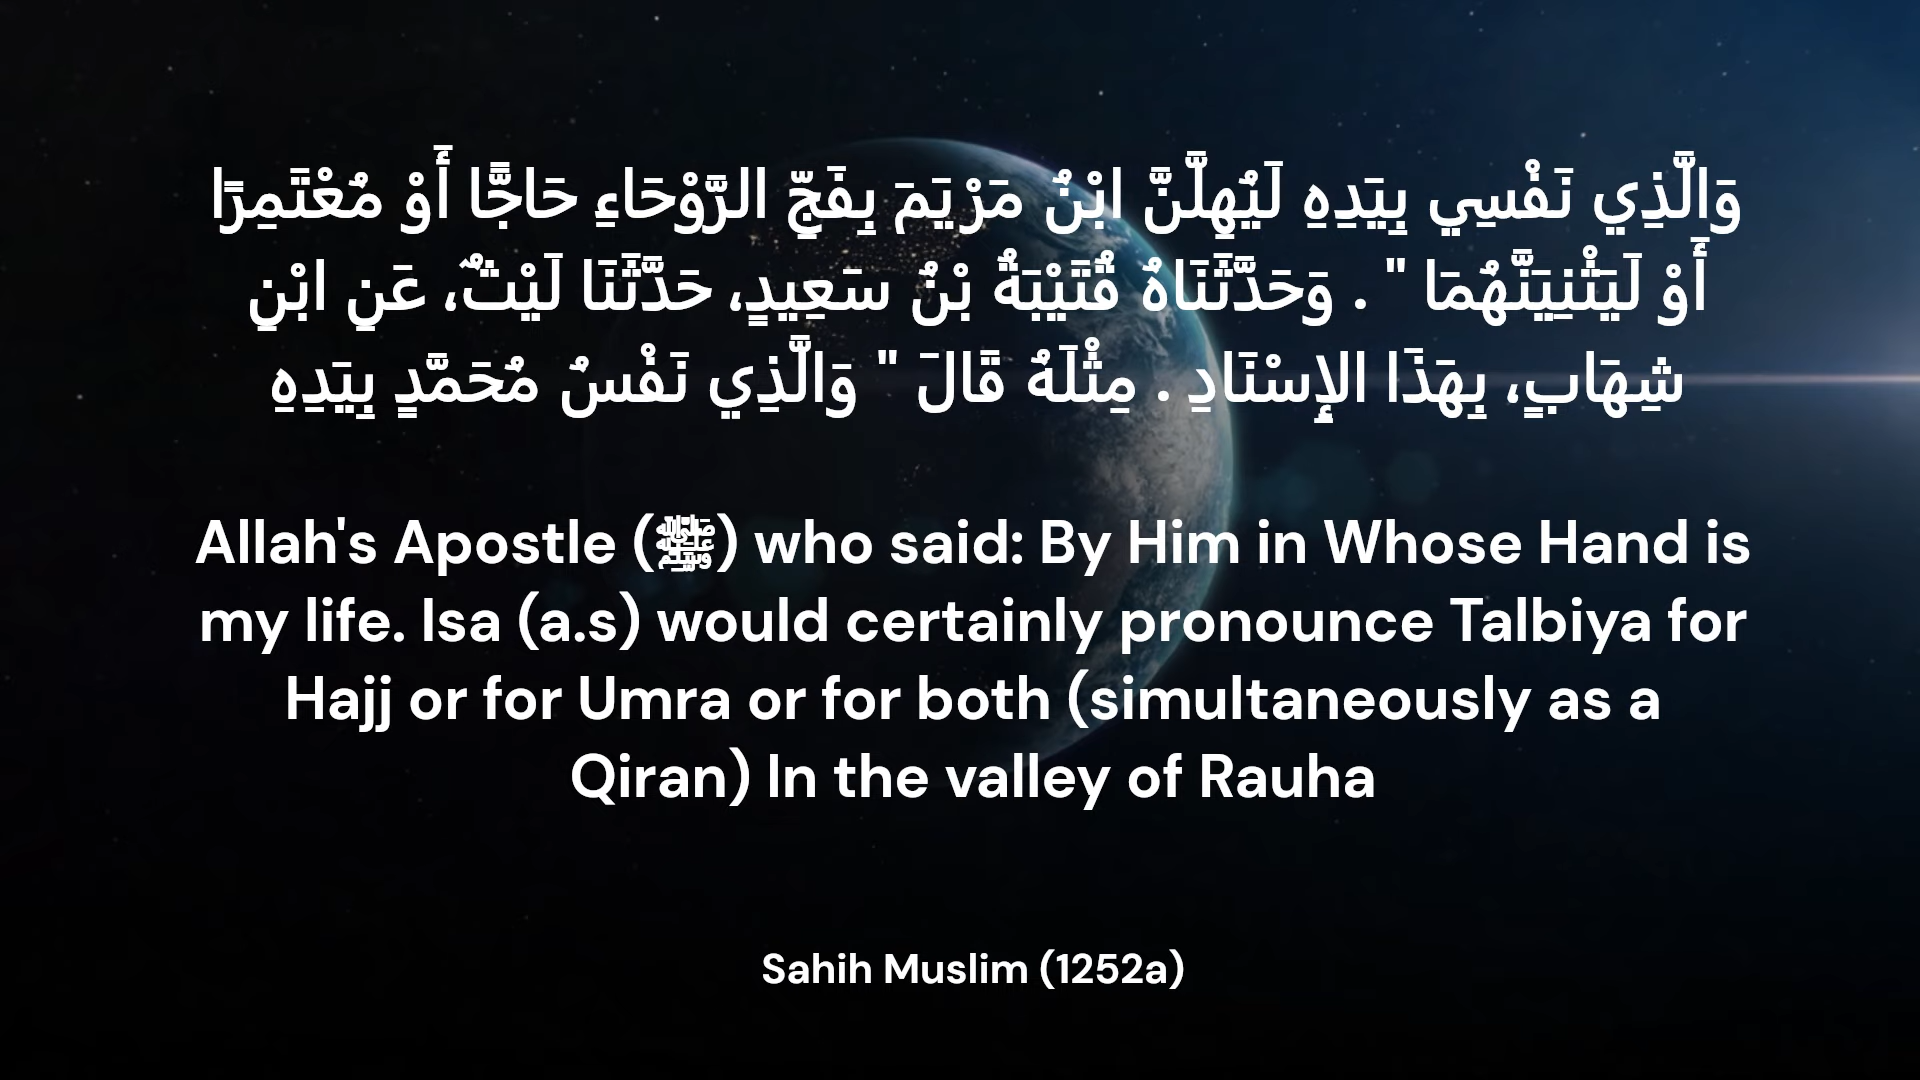 وَالَّذِي نَفْسِي بِيَدِهِ لَيُهِلَّنَّ ابْنُ مَرْيَمَ بِفَجِّ الرَّوْحَاءِ حَاجًّا أَوْ مُعْتَمِرًا
أَوْ لَيَثْنِيَنَّهُمَا " . وَحَدَّثَنَاهُ قُتَيْبَةُ بْنُ سَعِيدٍ، حَدَّثَنَا لَيْثٌ، عَنِ ابْنِ
شِهَابٍ، بِهَذَا الإِسْنَادِ . مِثْلَهُ قَالَ " وَالَّذِي نَفْسُ مُحَمَّدٍ بِيَدِهِ
Allah's Apostle (ﷺ) who said: By Him in Whose Hand is
my life. Isa (a.s) would certainly pronounce Talbiya for
Hajj or for Umra or for both (simultaneously as a
Qiran) In the valley of Rauha
Sahih Muslim (1252a)